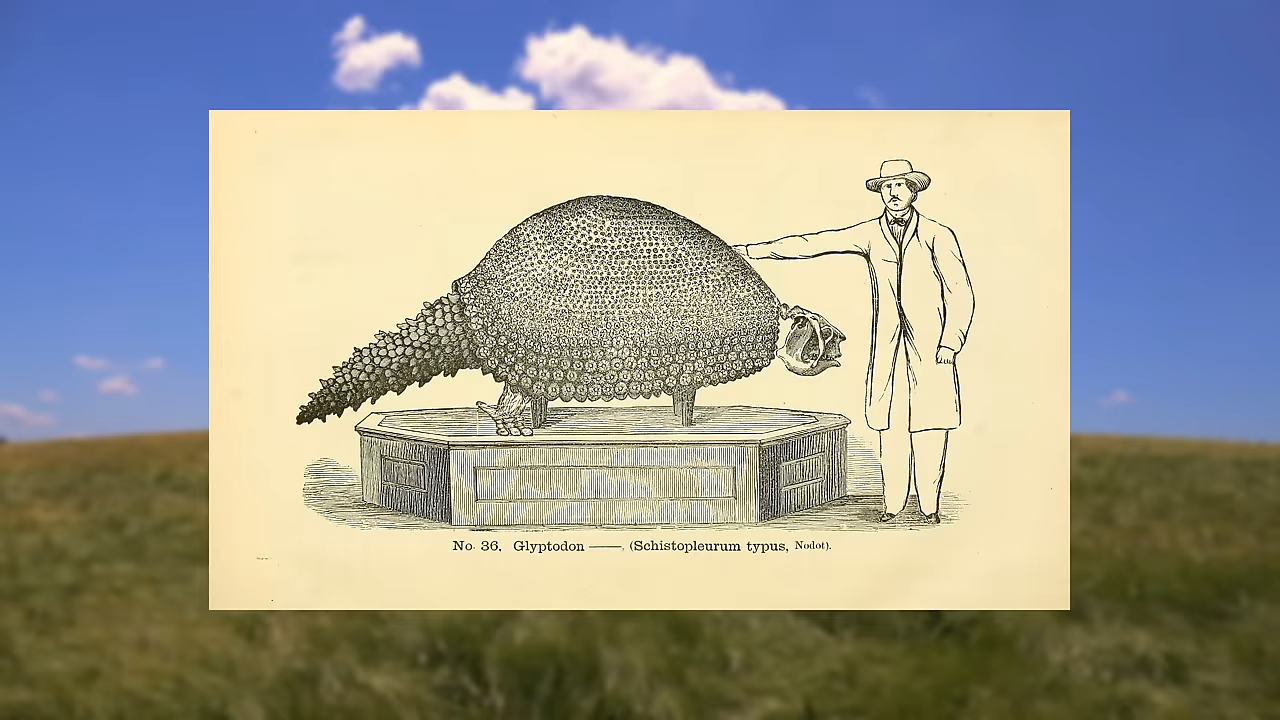 No. 36. Glyptodon ——, (Schistopleurum typus, Nodot).